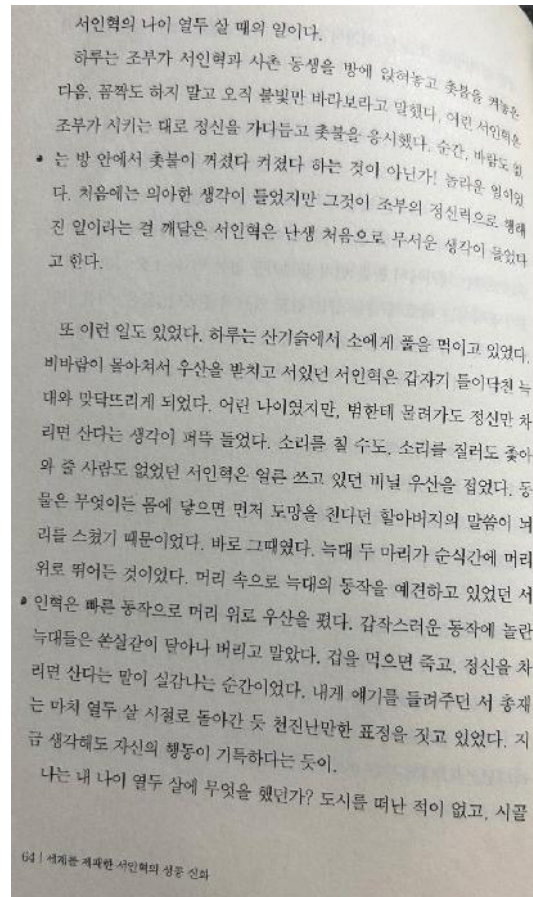 서인혁의 나이 열두 살 때의 일이다.
하루는 조부가 서인혁과 사촌 동생을 방에 앉혀놓고 촛불을 켜놓은
다음, 꼼짝도 하지 말고 오직 불빛만 바라보라고 말했다. 어린 서인혁은
조부가 시키는 대로 정신을 가다듬고 촛불을 응시했다. 순간, 바람도 없
는 방 안에서 촛불이 꺼졌다 커졌다 하는 것이 아닌가! 놀라운 일이었
다. 처음에는 의아한 생각이 들었지만 그것이 조부의 정신력으로 행해
진 일이라는 걸 깨달은 서인혁은 난생 처음으로 무서운 생각이 들었다
고 한다.
또 이런 일도 있었다. 하루는 산기슭에서 소에게 풀을 먹이고 있었다.
비바람이 몰아쳐서 우산을 받치고 서있던 서인혁은 갑자기 들이닥친 늑
대와 맞닥뜨리게 되었다. 어린 나이였지만, 범한테 물려가도 정신만 차
리면 산다는 생각이 퍼뜩 들었다. 소리를 칠 수도, 소리를 질러도 좇아
와 줄 사람도 없었던 서인혁은 얼른 쓰고 있던 비닐 우산을 접었다. 동
물은 무엇이든 몸에 닿으면 먼저 도망을 친다던 할아버지의 말씀이 뇌
리를 스쳤기 때문이었다. 바로 그때였다. 늑대 두 마리가 순식간에 머리
위로 뛰어든 것이었다. 머리 속으로 늑대의 동작을 예견하고 있었던 서
인혁은 빠른 동작으로 머리 위로 우산을 폈다. 갑작스러운 동작에 놀란
늑대들은 쏜살같이 달아나 버리고 말았다. 겁을 먹으면 죽고, 정신을 차
리면 산다는 말이 실감나는 순간이었다. 내게 얘기를 들려주던 서 총재
는 마치 열두 살 시절로 돌아간 듯 천진난만한 표정을 짓고 있었다. 지
금 생각해도 자신의 행동이 기특하다는 듯이.
나는 내 나이 열두 살에 무엇을 했던가? 도시를 떠난 적이 없고, 시골
64 | 세계를 제패한 서인혁의 성공 신화